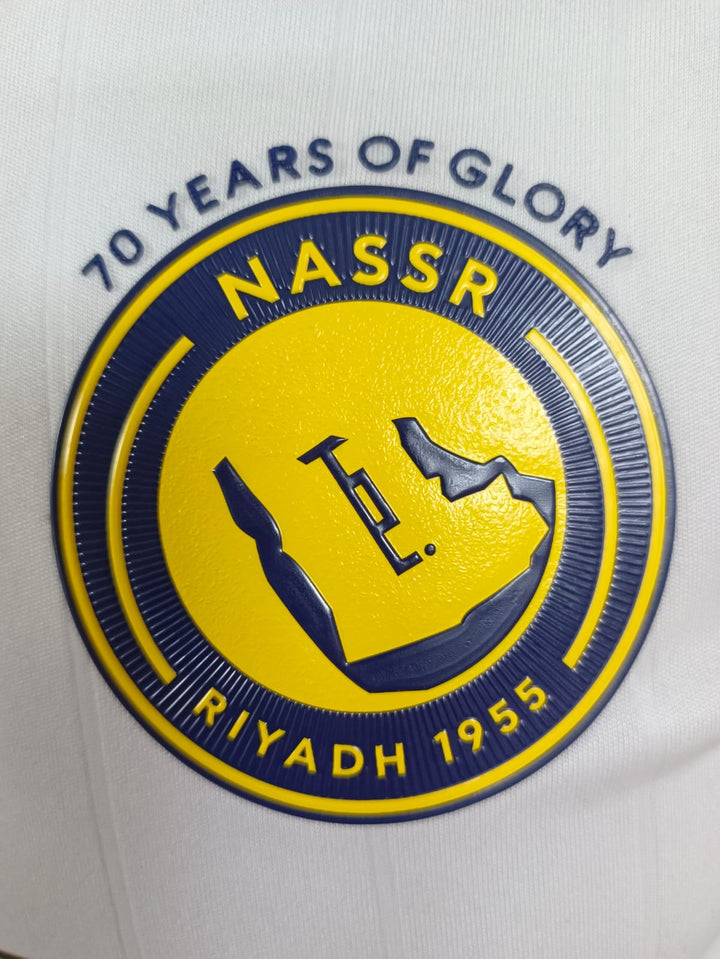 70 YEARS OF GLORY
NASSR
RIYADH 1955